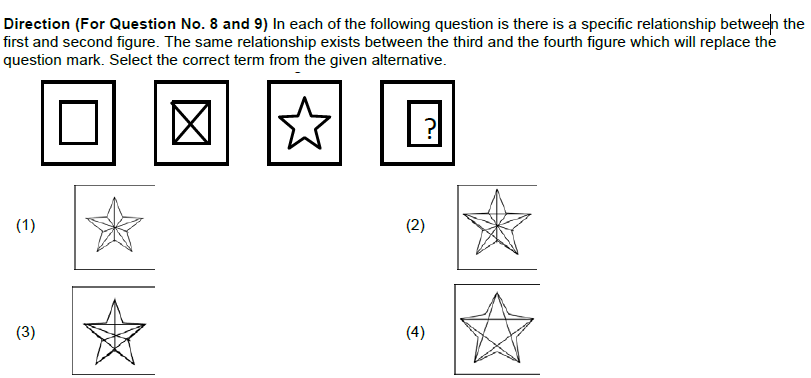 Direction (For Question No. 8 and 9) In each of the following question is there is a specific relationship between the
first and second figure. The same relationship exists between the third and the fourth figure which will replace the
question mark. Select the correct term from the given alternative.
?
(1) (2)
(3) (4)